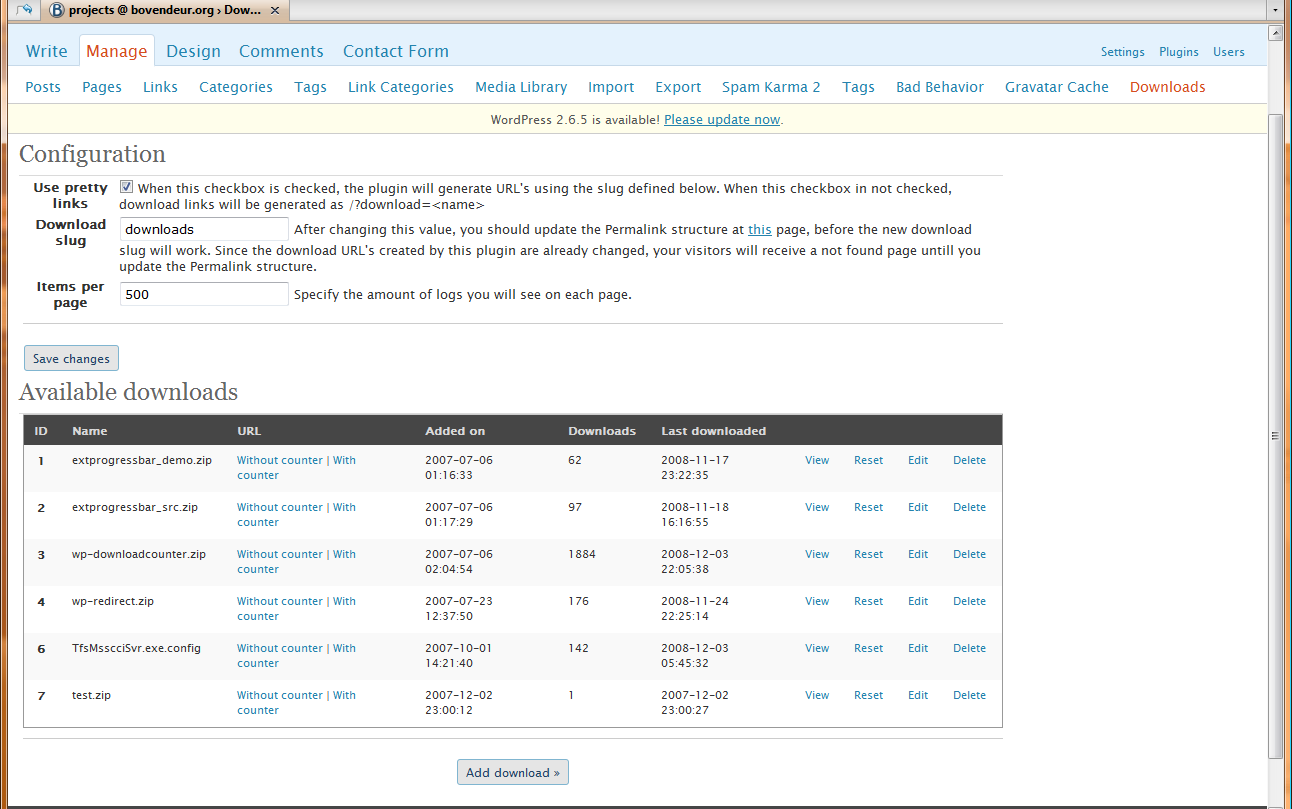 projects @ bovendeur.org › Dow...
Write Manage Design Comments Contact Form Settings Plugins Users
Posts Pages Links Categories Tags Link Categories Media Library Import Export Spam Karma 2 Tags Bad Behavior Gravatar Cache Downloads
WordPress 2.6.5 is available! Please update now.
Configuration
Use pretty links
When this checkbox is checked, the plugin will generate URL's using the slug defined below. When this checkbox in not checked,
download links will be generated as /?download=<name>
Download slug
downloads After changing this value, you should update the Permalink structure at this page, before the new download
slug will work. Since the download URL's created by this plugin are already changed, your visitors will receive a not found page untill you
update the Permalink structure.
Items per page
500 Specify the amount of logs you will see on each page.
Save changes
Available downloads
ID Name URL Added on Downloads Last downloaded
1 extprogressbar_demo.zip Without counter | With 2007-07-06 62 2008-11-17 View Reset Edit Delete
counter 01:16:33 23:22:35
2 extprogressbar_src.zip Without counter | With 2007-07-06 97 2008-11-18 View Reset Edit Delete
counter 01:17:29 16:16:55
3 wp-downloadcounter.zip Without counter | With 2007-07-06 1884 2008-12-03 View Reset Edit Delete
counter 02:04:54 22:05:38
4 wp-redirect.zip Without counter | With 2007-07-23 176 2008-11-24 View Reset Edit Delete
counter 12:37:50 22:25:14
6 TfsMsscciSvr.exe.config Without counter | With 2007-10-01 142 2008-12-03 View Reset Edit Delete
counter 14:21:40 05:45:32
7 test.zip Without counter | With 2007-12-02 1 2007-12-02 View Reset Edit Delete
counter 23:00:12 23:00:27
Add download »